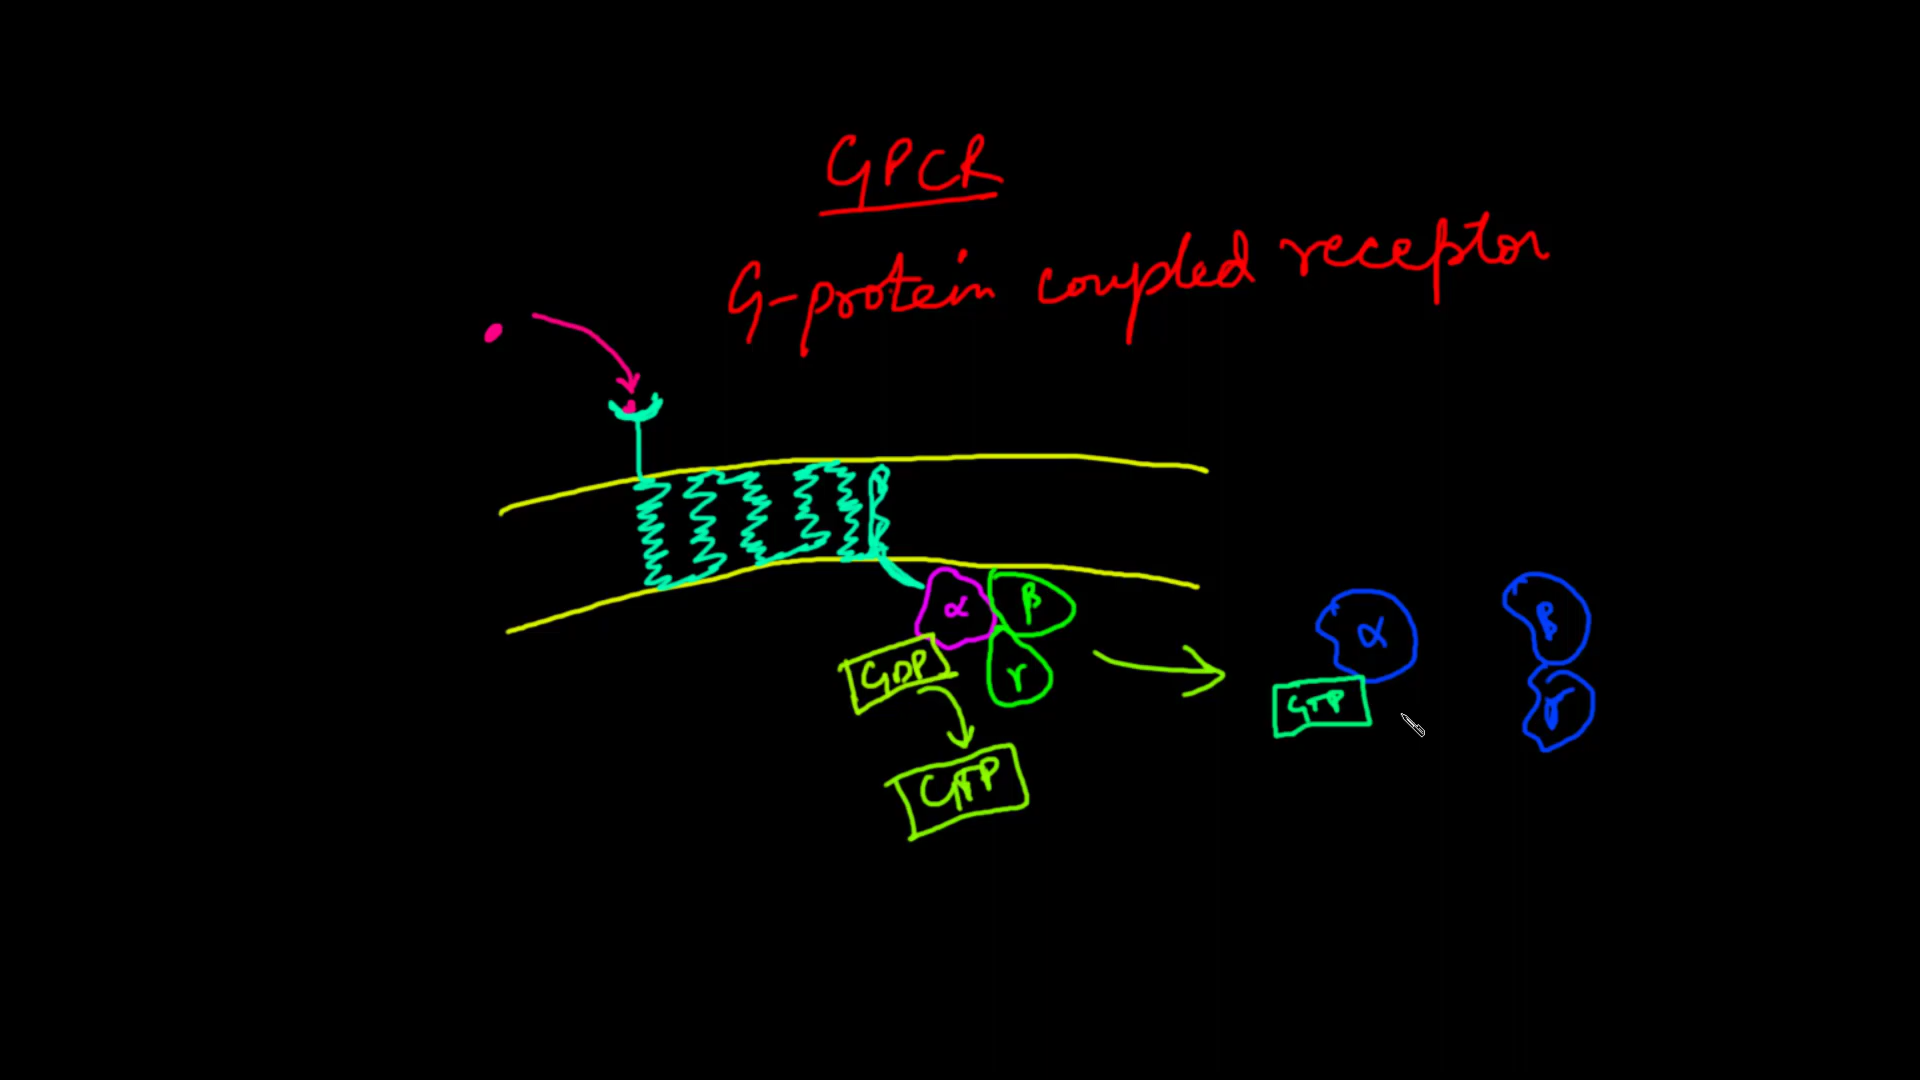 GPCR
G-protein coupled receptor
α β
GDP γ
GTP
α β
GTP γ